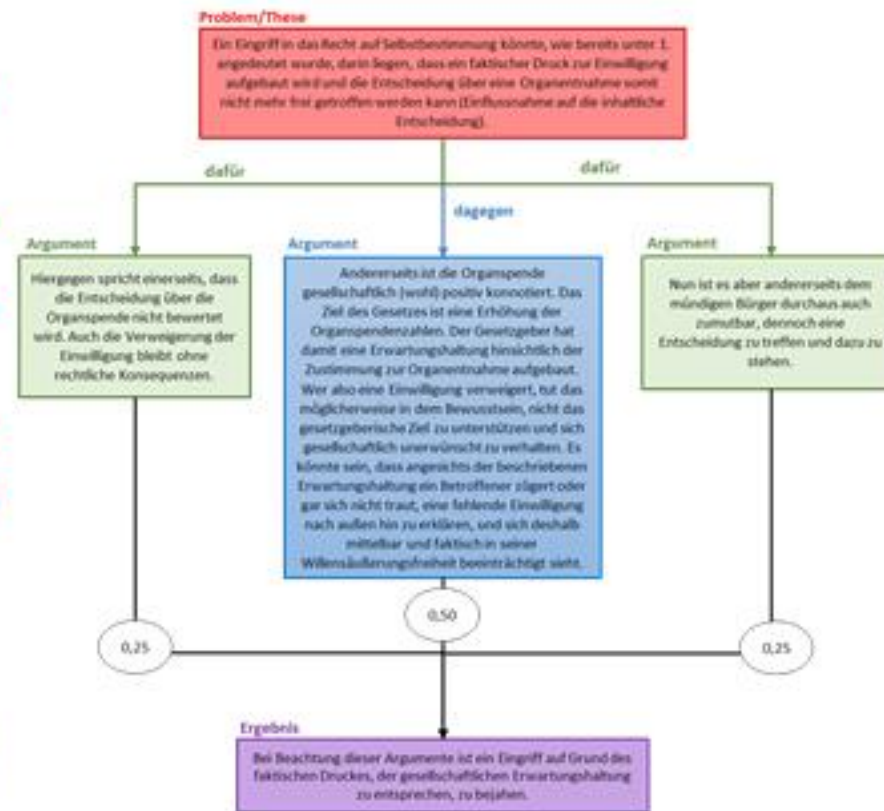 Problem/These
Ein Eingriff in das Recht auf Selbstbestimmung könnte, wie bereits unter 1.
angedeutet wurde, darin liegen, dass ein faktischer Druck zur Einwilligung
aufgebaut wird und die Entscheidung über eine Organentnahme somit
nicht mehr frei getroffen werden kann (Einflussnahme auf die inhaltliche
Entscheidung).
dafür
dafür
dagegen
Argument
Hiergegen spricht einerseits, dass
die Entscheidung über die
Organspende nicht bewertet
wird. Auch die Verweigerung der
Einwilligung bleibt ohne
rechtliche Konsequenzen.
Argument
Andererseits ist die Organspende
gesellschaftlich (wohl) positiv konnotiert. Das
Ziel des Gesetzes ist eine Erhöhung der
Organspendenzahlen. Der Gesetzgeber hat
damit eine Erwartungshaltung hinsichtlich der
Zustimmung zur Organentnahme aufgebaut.
Wer also eine Einwilligung verweigert, tut das
möglicherweise in dem Bewusstsein, nicht das
gesetzgeberische Ziel zu unterstützen und sich
gesellschaftlich unerwünscht zu verhalten. Es
könnte sein, dass angesichts der beschriebenen
Erwartungshaltung ein Betroffener zögert oder
gar sich nicht traut, eine fehlende Einwilligung
nach außen hin zu erklären, und sich deshalb
mittelbar und faktisch in seiner
Willensäußerungsfreiheit beeinträchtigt sieht.
Argument
Nun ist es aber andererseits dem
mündigen Bürger durchaus auch
zumutbar, dennoch eine
Entscheidung zu treffen und dazu zu
stehen.
0,25
0,50
0,25
Ergebnis
Bei Beachtung dieser Argumente ist ein Eingriff auf Grund des
faktischen Druckes, der gesellschaftlichen Erwartungshaltung
zu entsprechen, zu bejahen.